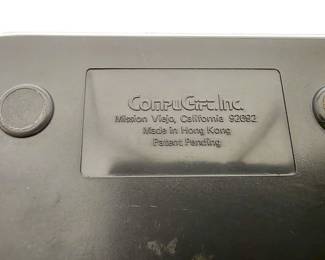 CompuGift, Inc.
Mission Viejo, California 92692
Made in Hong Kong
Patent Pending